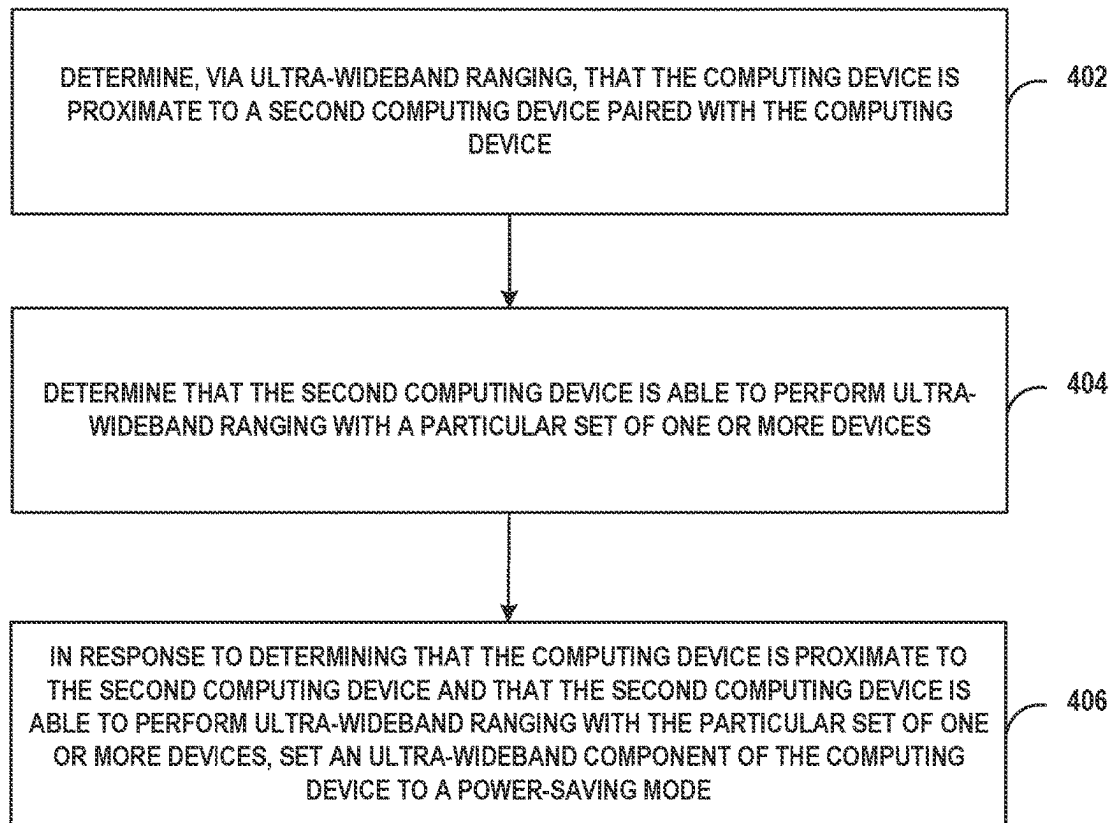 DETERMINE, VIA ULTRA-WIDEBAND RANGING, THAT THE COMPUTING DEVICE IS
PROXIMATE TO A SECOND COMPUTING DEVICE PAIRED WITH THE COMPUTING
DEVICE
402
DETERMINE THAT THE SECOND COMPUTING DEVICE IS ABLE TO PERFORM ULTRA-
WIDEBAND RANGING WITH A PARTICULAR SET OF ONE OR MORE DEVICES
404
IN RESPONSE TO DETERMINING THAT THE COMPUTING DEVICE IS PROXIMATE TO
THE SECOND COMPUTING DEVICE AND THAT THE SECOND COMPUTING DEVICE IS
ABLE TO PERFORM ULTRA-WIDEBAND RANGING WITH THE PARTICULAR SET OF ONE
OR MORE DEVICES, SET AN ULTRA-WIDEBAND COMPONENT OF THE COMPUTING
DEVICE TO A POWER-SAVING MODE
406